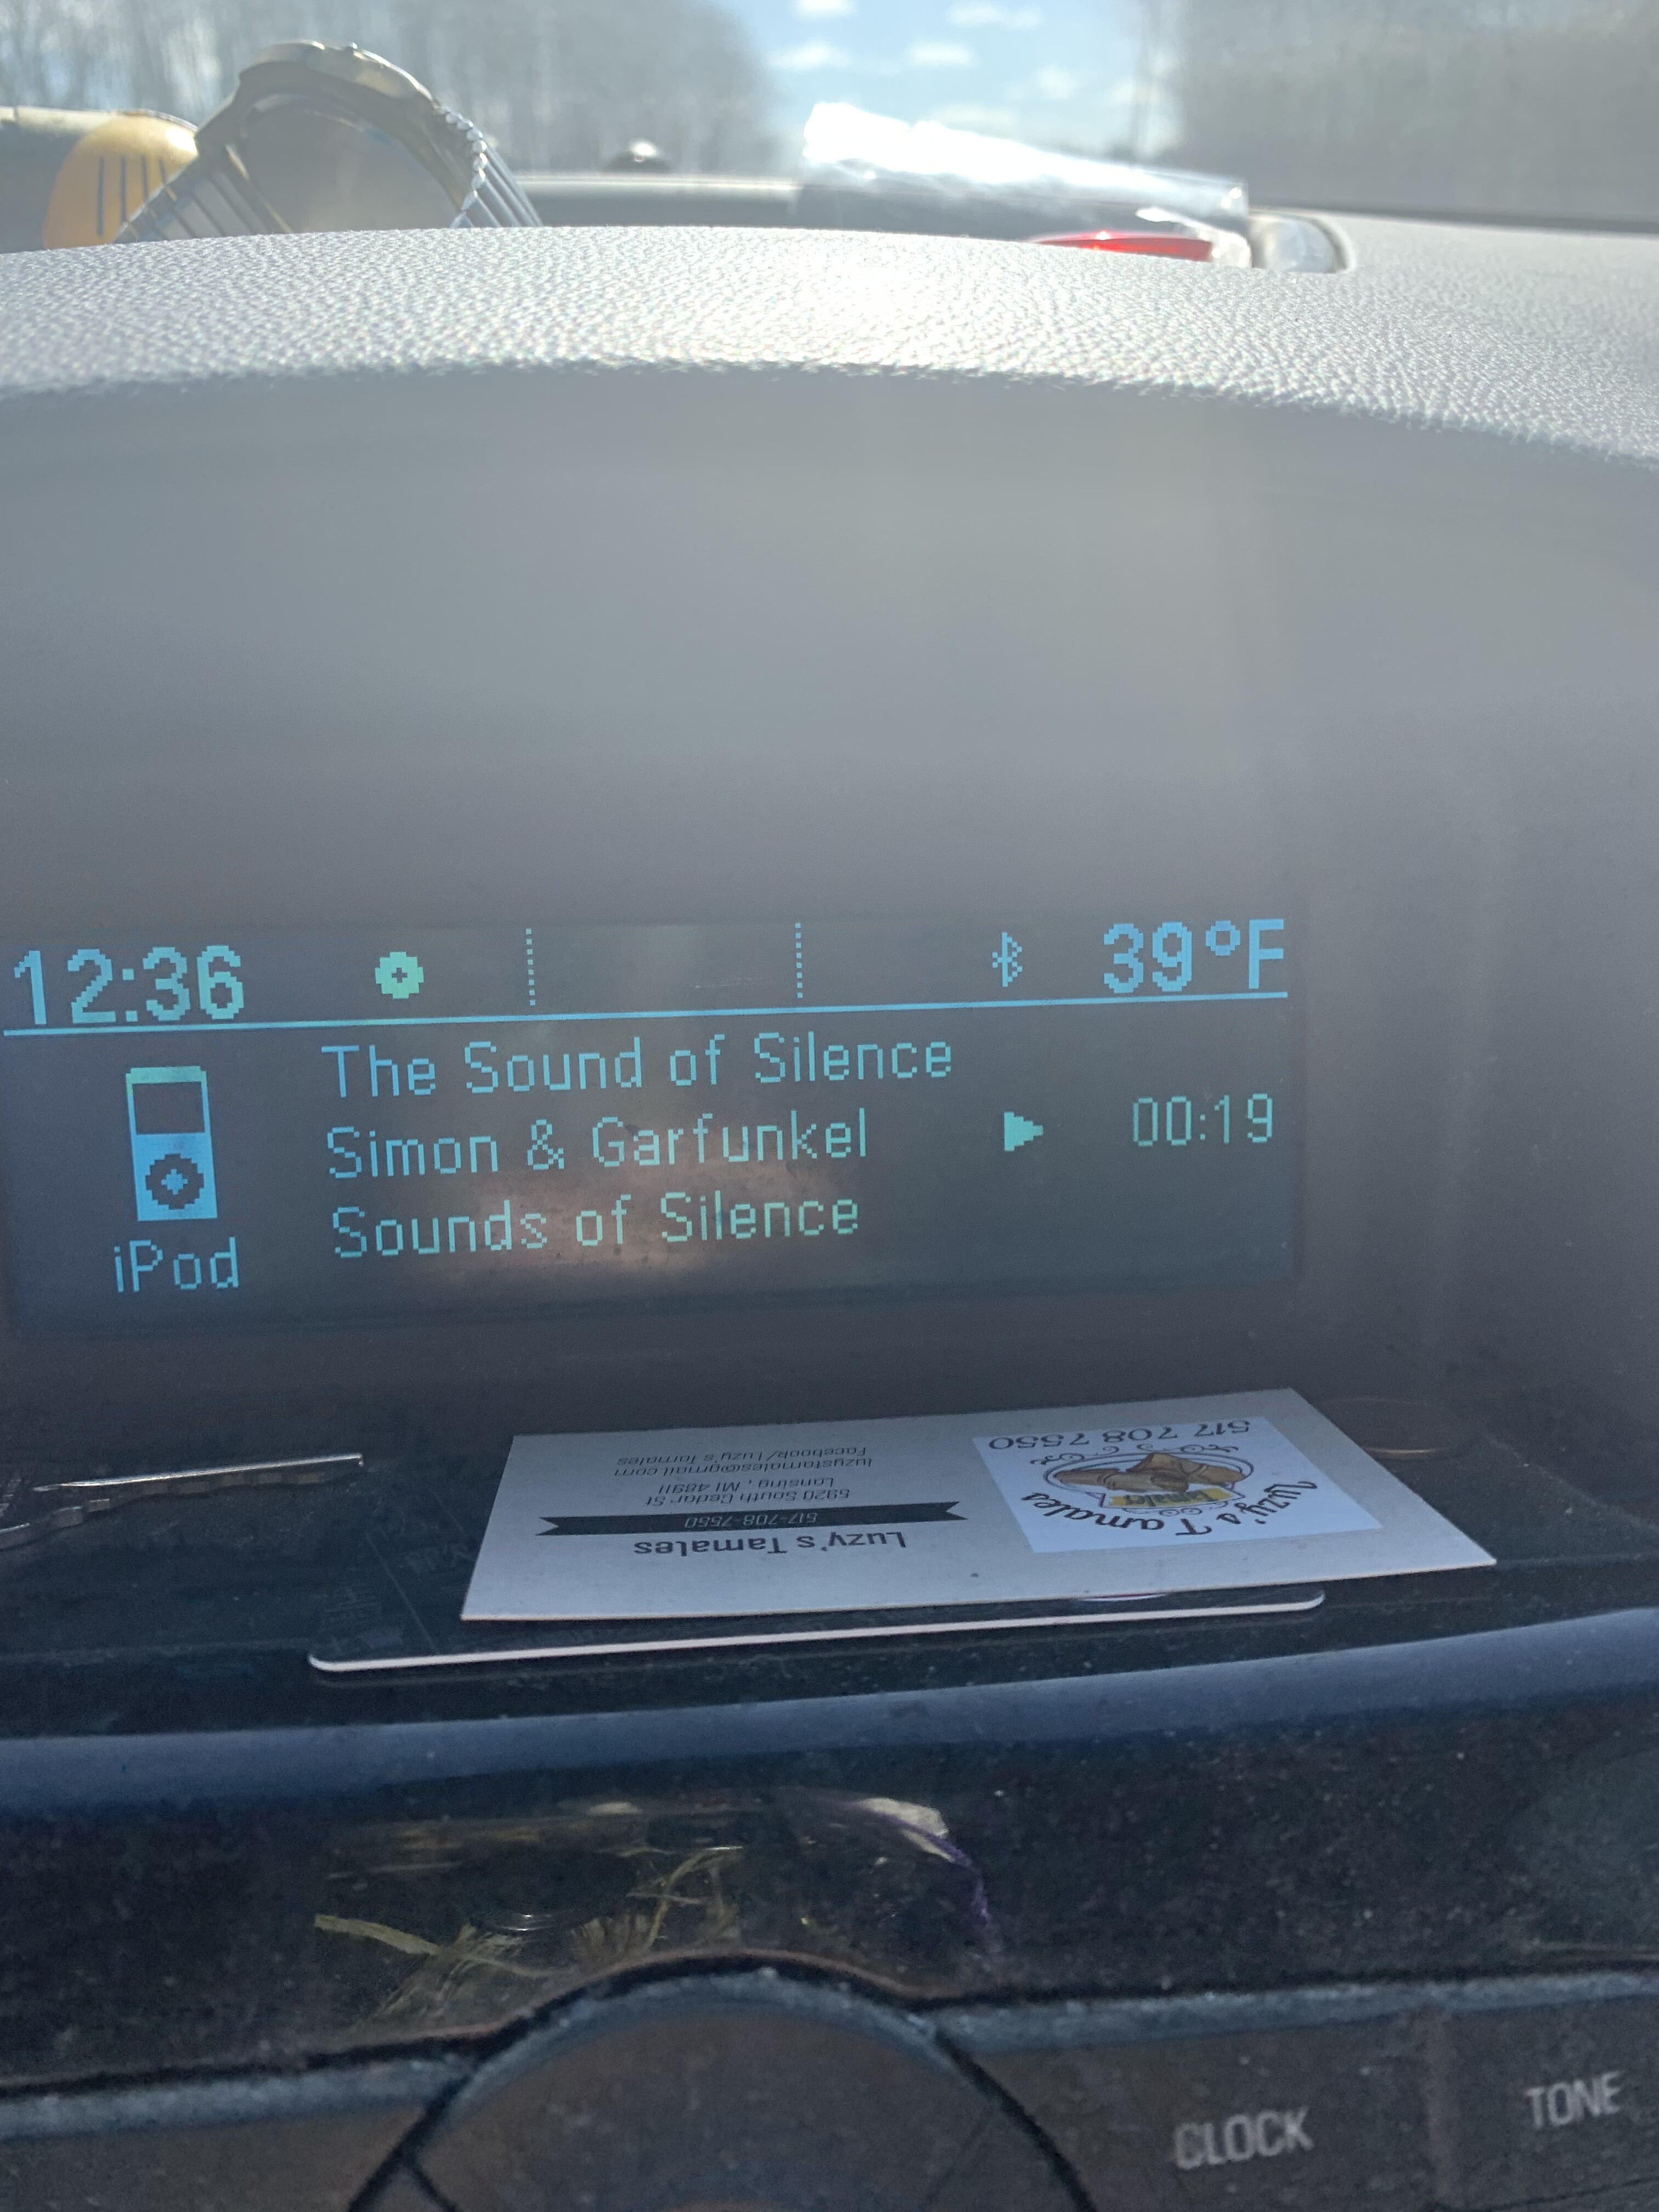 12:36 39°F
The Sound of Silence
Simon & Garfunkel 00:19
Sounds of Silence
iPod
Luzy's Tamales
517-708-7550
5920 South Cedar St
Lansing, MI 48911
luzystamales@gmail.com
Facebook/Luzy's Tamales
Luzy's Tamales
Tamales
517 708 7550
CLOCK
TONE